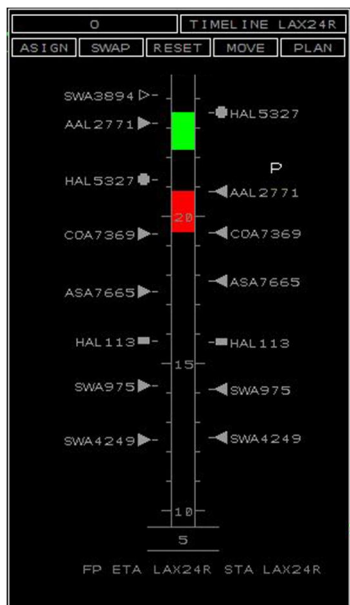 0 TIMELINE LAX24R
ASIGN SWAP RESET MOVE PLAN
SWA3894
HAL5327
AAL2771
P
HAL5327
AAL2771
20
COA7369 COA7369
ASA7665 ASA7665
HAL113 HAL113
15
SWA975 SWA975
SWA4249 SWA4249
10
5
FP ETA LAX24R STA LAX24R